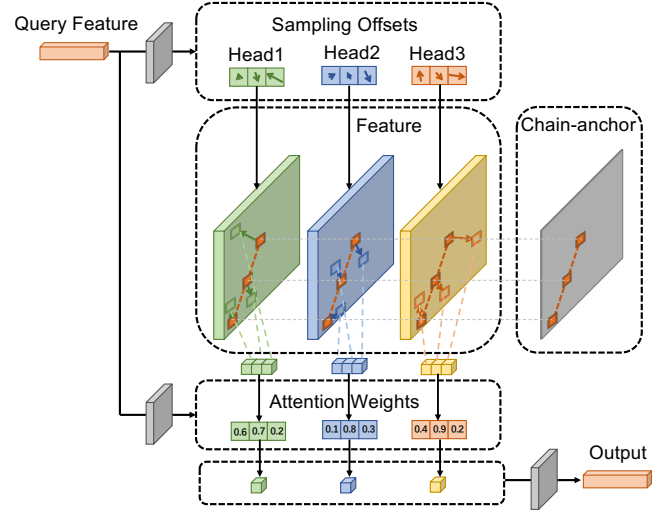 Query Feature
Sampling Offsets
Head1 Head2 Head3
Feature
Chain-anchor
Attention Weights
0.6 0.7 0.2 0.1 0.8 0.3 0.4 0.9 0.2
Output